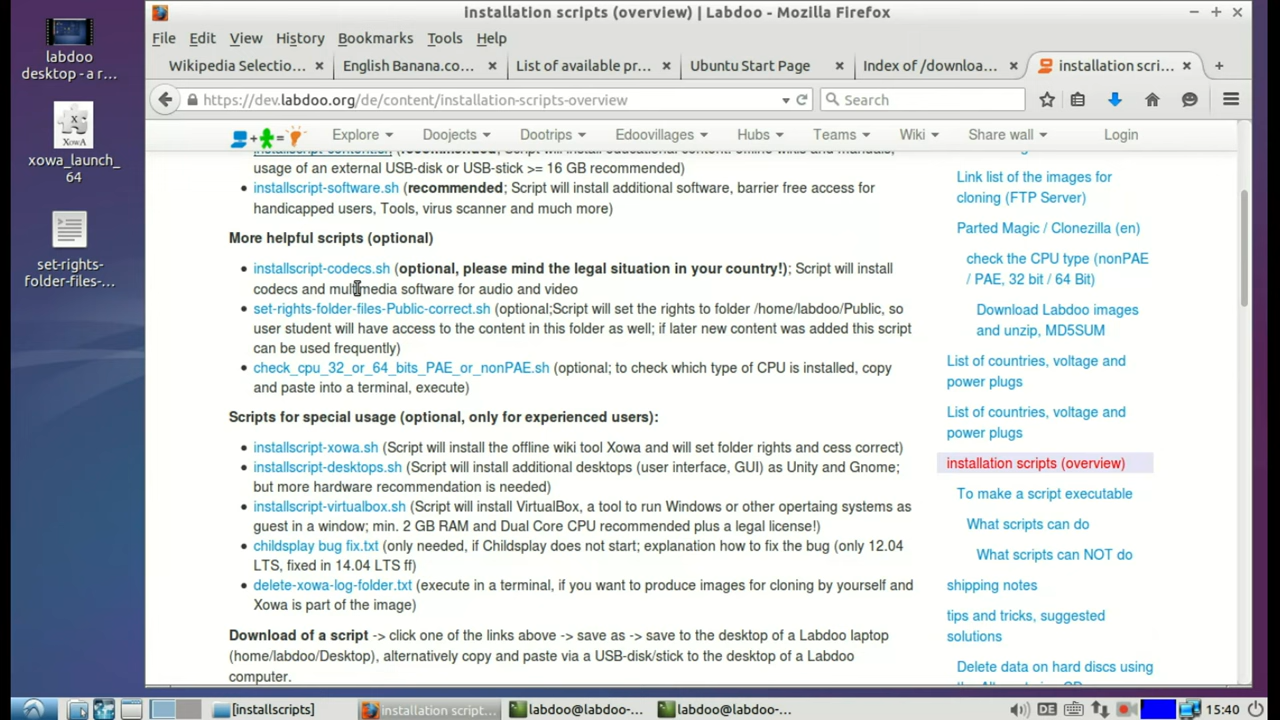 labdoo
desktop - a r...
xowa_launch_
64
set-rights-
folder-files-...
installation scripts (overview) | Labdoo - Mozilla Firefox
File Edit View History Bookmarks Tools Help
Wikipedia Selectio... × English Banana.co... × List of available pr... × Ubuntu Start Page × Index of /downloa... × installation scri... ×
https://dev.labdoo.org/de/content/installation-scripts-overview Search
Explore Doojects Dootrips Edoovillages Hubs Teams Wiki Share wall Login
usage of an external USB-disk or USB-stick >= 16 GB recommended)
• installscript-software.sh (recommended; Script will install additional software, barrier free access for
handicapped users, Tools, virus scanner and much more)
More helpful scripts (optional)
• installscript-codecs.sh (optional, please mind the legal situation in your country!); Script will install
codecs and multimedia software for audio and video
• set-rights-folder-files-Public-correct.sh (optional;Script will set the rights to folder /home/labdoo/Public, so
user student will have access to the content in this folder as well; if later new content was added this script
can be used frequently)
• check_cpu_32_or_64_bits_PAE_or_nonPAE.sh (optional; to check which type of CPU is installed, copy
and paste into a terminal, execute)
Scripts for special usage (optional, only for experienced users):
• installscript-xowa.sh (Script will install the offline wiki tool Xowa and will set folder rights and cess correct)
• installscript-desktops.sh (Script will install additional desktops (user interface, GUI) as Unity and Gnome;
but more hardware recommendation is needed)
• installscript-virtualbox.sh (Script will install VirtualBox, a tool to run Windows or other opertaing systems as
guest in a window; min. 2 GB RAM and Dual Core CPU recommended plus a legal license!)
• childsplay bug fix.txt (only needed, if Childsplay does not start; explanation how to fix the bug (only 12.04
LTS, fixed in 14.04 LTS ff)
• delete-xowa-log-folder.txt (execute in a terminal, if you want to produce images for cloning by yourself and
Xowa is part of the image)
Download of a script -> click one of the links above -> save as -> save to the desktop of a Labdoo laptop
(home/labdoo/Desktop), alternatively copy and paste via a USB-disk/stick to the desktop of a Labdoo
computer.
Link list of the images for
cloning (FTP Server)
Parted Magic / Clonezilla (en)
check the CPU type (nonPAE
/ PAE, 32 bit / 64 Bit)
Download Labdoo images
and unzip, MD5SUM
List of countries, voltage and
power plugs
List of countries, voltage and
power plugs
installation scripts (overview)
To make a script executable
What scripts can do
What scripts can NOT do
shipping notes
tips and tricks, suggested
solutions
Delete data on hard discs using
[installscripts] installation script... labdoo@labdoo-... labdoo@labdoo-... DE 15:40